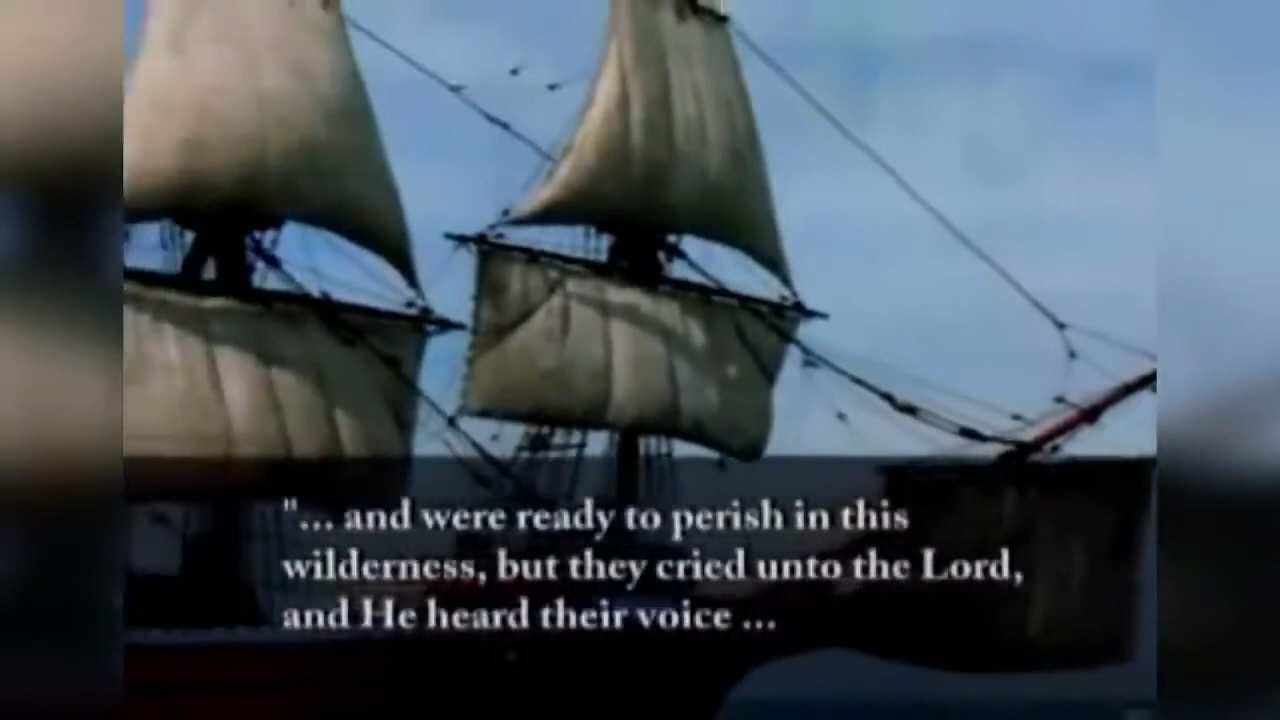 "... and were ready to perish in this
wilderness, but they cried unto the Lord,
and He heard their voice ...